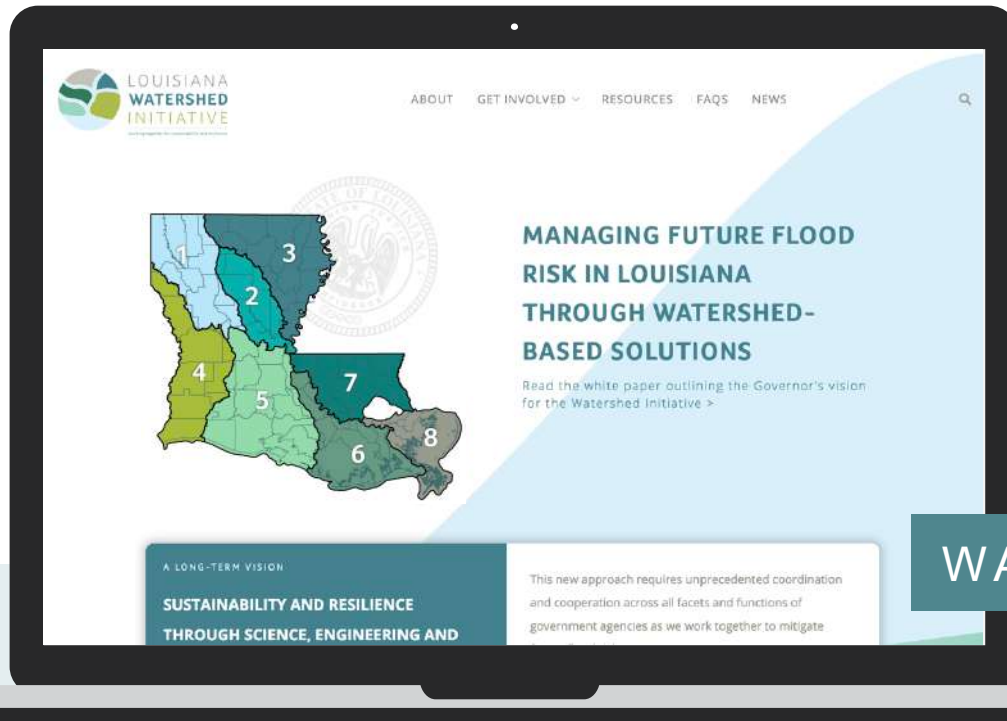 LOUISIANA
WATERSHED
INITIATIVE
ABOUT GET INVOLVED RESOURCES FAQS NEWS
STATE OF LOUISIANA
1
3
2
4
7
5
8
6
MANAGING FUTURE FLOOD
RISK IN LOUISIANA
THROUGH WATERSHED-
BASED SOLUTIONS
Read the white paper outlining the Governor's vision
for the Watershed Initiative >
A LONG-TERM VISION
SUSTAINABILITY AND RESILIENCE
THROUGH SCIENCE, ENGINEERING AND
This new approach requires unprecedented coordination
and cooperation across all facets and functions of
government agencies as we work together to mitigate
WA